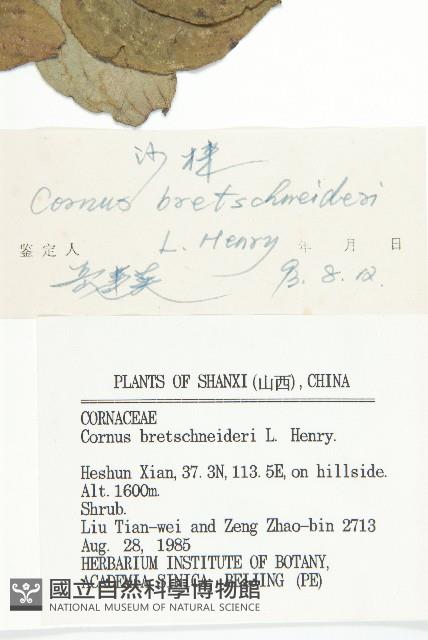 沙梾
Cornus bretschneideri
L. Henry
鉴定人 年 月 日
93. 8. 12.
PLANTS OF SHANXI (山西), CHINA
CORNACEAE
Cornus bretschneideri L. Henry.
Heshun Xian, 37. 3N, 113. 5E, on hillside.
Alt. 1600m.
Shrub.
Liu Tian-wei and Zeng Zhao-bin 2713
Aug. 28, 1985
HERBARIUM INSTITUTE OF BOTANY,
ACADEMIA SINICA, BEIJING (PE)
國立自然科學博物館
NATIONAL MUSEUM OF NATURAL SCIENCE